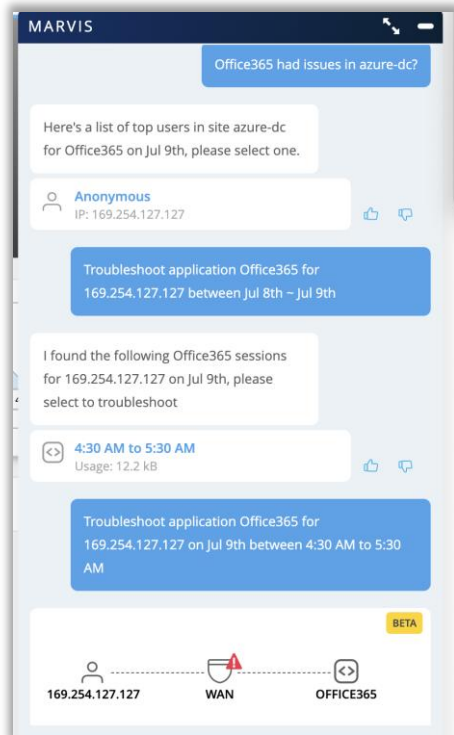 MARVIS
Office365 had issues in azure-dc?
Here's a list of top users in site azure-dc
for Office365 on Jul 9th, please select one.
Anonymous
IP: 169.254.127.127
Troubleshoot application Office365 for
169.254.127.127 between Jul 8th ~ Jul 9th
I found the following Office365 sessions
for 169.254.127.127 on Jul 9th, please
select to troubleshoot
4:30 AM to 5:30 AM
Usage: 12.2 kB
Troubleshoot application Office365 for
169.254.127.127 on Jul 9th between 4:30 AM to 5:30
AM
BETA
169.254.127.127 WAN OFFICE365